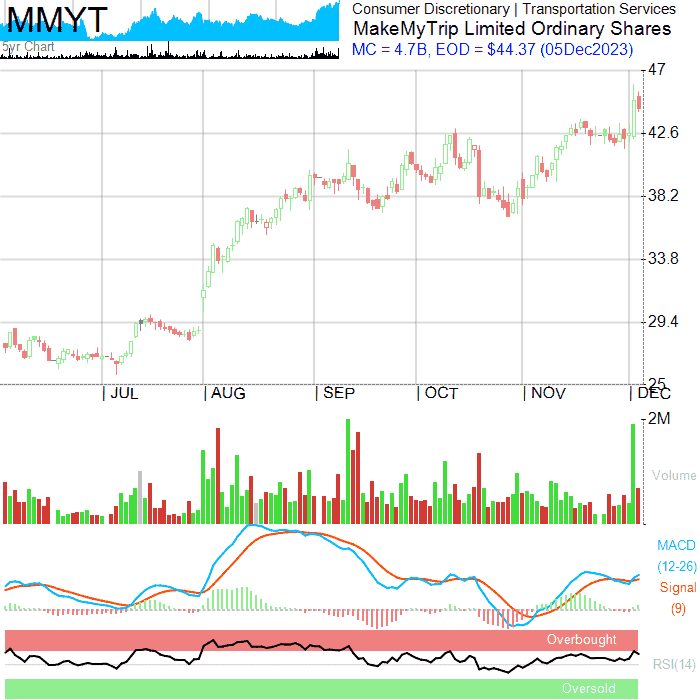 MMYT
5yr Chart
Consumer Discretionary | Transportation Services
MakeMyTrip Limited Ordinary Shares
MC = 4.7B, EOD = $44.37 (05Dec2023)
47
42.6
38.2
33.8
29.4
25
JUL AUG SEP OCT NOV DEC
2M
Volume
MACD
(12-26)
Signal
(9)
Overbought
RSI(14)
Oversold